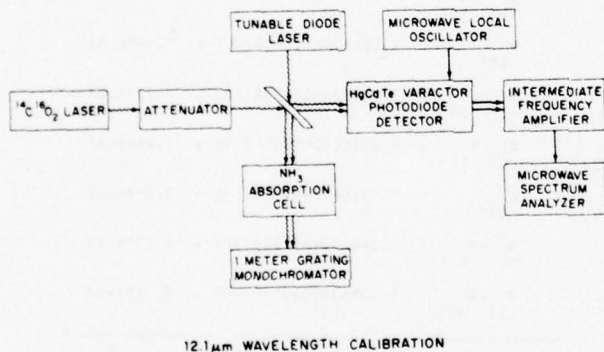 TUNABLE DIODE
LASER
MICROWAVE LOCAL
OSCILLATOR
¹⁴C¹⁶O₂ LASER
ATTENUATOR
HgCdTe VARACTOR
PHOTODIODE
DETECTOR
INTERMEDIATE
FREQUENCY
AMPLIFIER
NH₃
ABSORPTION
CELL
MICROWAVE
SPECTRUM
ANALYZER
1 METER GRATING
MONOCHROMATOR
12.1µm WAVELENGTH CALIBRATION